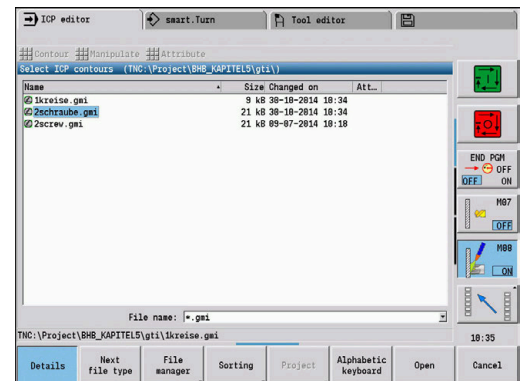 ICP editor smart.Turn Tool editor
Contour Manipulate Attribute
Select ICP contours (TNC:\Project\BHB_KAPITEL5\gti\)
Name Size Changed on Att...
1kreise.gmi 9 kB 30-10-2014 10:34
2schraube.gmi 21 kB 30-10-2014 10:34
2screw.gmi 21 kB 09-07-2014 10:18
END PGM
OFF
OFF ON
M07
OFF
M08
ON
File name: *.gmi
TNC:\Project\BHB_KAPITEL5\gti\1kreise.gmi
10:35
Details Next file type File manager Sorting Project Alphabetic keyboard Open Cancel